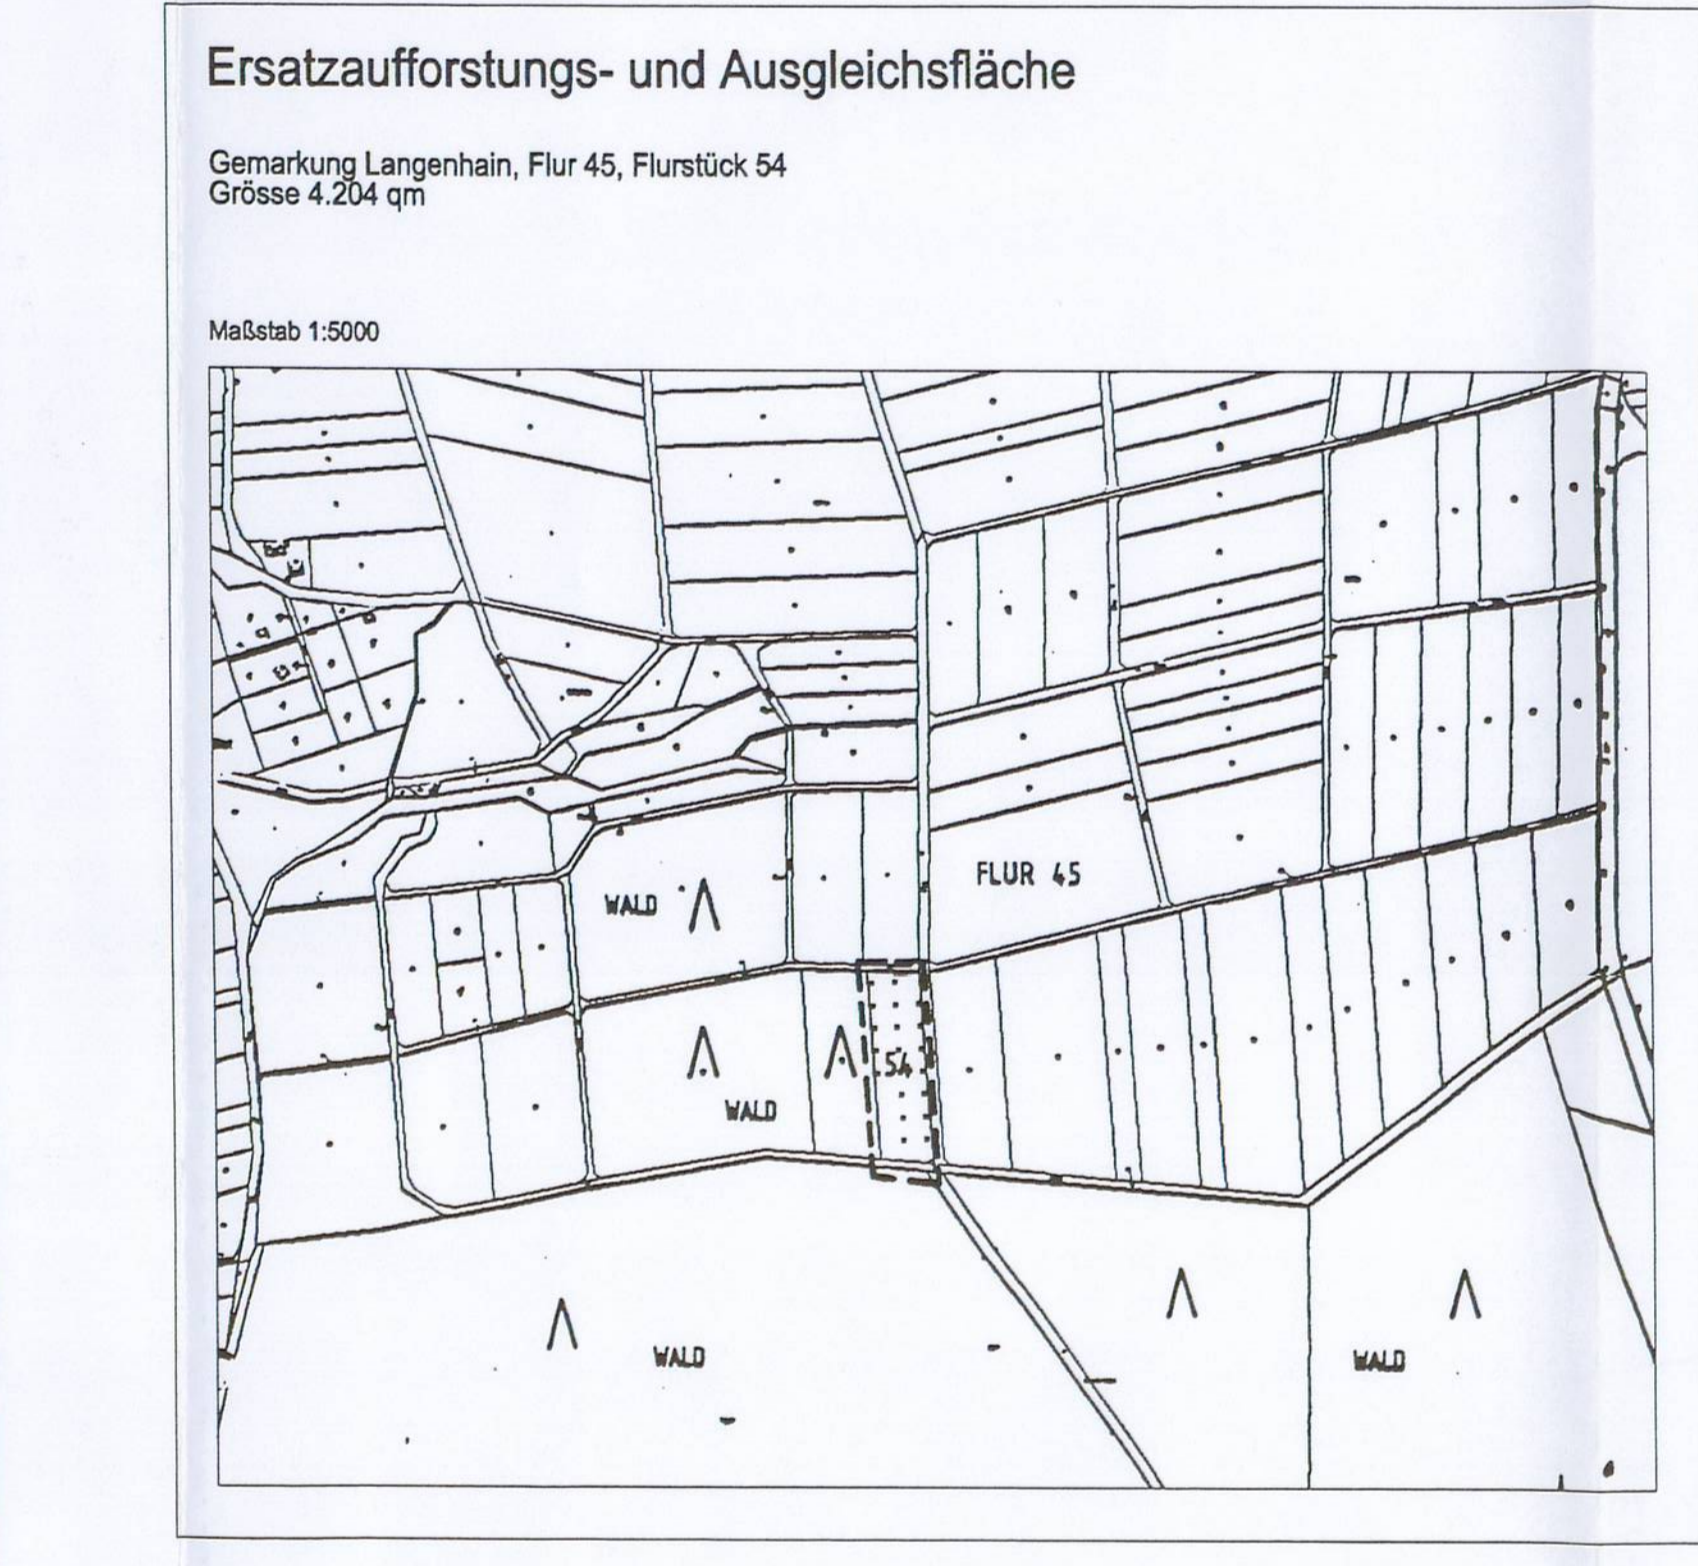 Ersatzaufforstungs- und Ausgleichsfläche
Gemarkung Langenhain, Flur 45, Flurstück 54
Grösse 4.204 qm
Maßstab 1:5000
FLUR 45
WALD
54
WALD
WALD
WALD